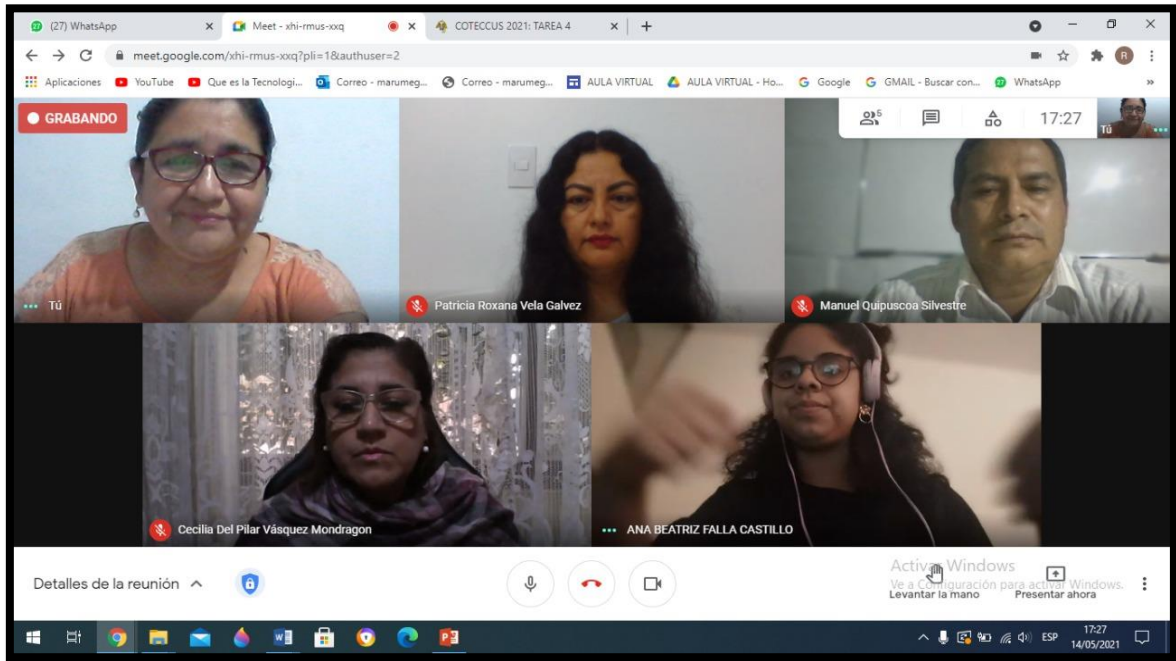 (27) WhatsApp
Meet - xhi-rmus-xxq
COTECCUS 2021: TAREA 4
meet.google.com/xhi-rmus-xxq?pli=1&authuser=2
R
Aplicaciones
YouTube
Que es la Tecnologi...
Correo - marumeg...
Correo - marumeg...
AULA VIRTUAL
AULA VIRTUAL - Ho...
Google
GMAIL - Buscar con...
WhatsApp
»
GRABANDO
5
17:27
Tú
Tú
Patricia Roxana Vela Galvez
Manuel Quipuscoa Silvestre
Cecilia Del Pilar Vásquez Mondragon
ANA BEATRIZ FALLA CASTILLO
Detalles de la reunión
Activar Windows
Ve a Configuración para activar Windows.
Levantar la mano
Presentar ahora
ESP
17:27
14/05/2021